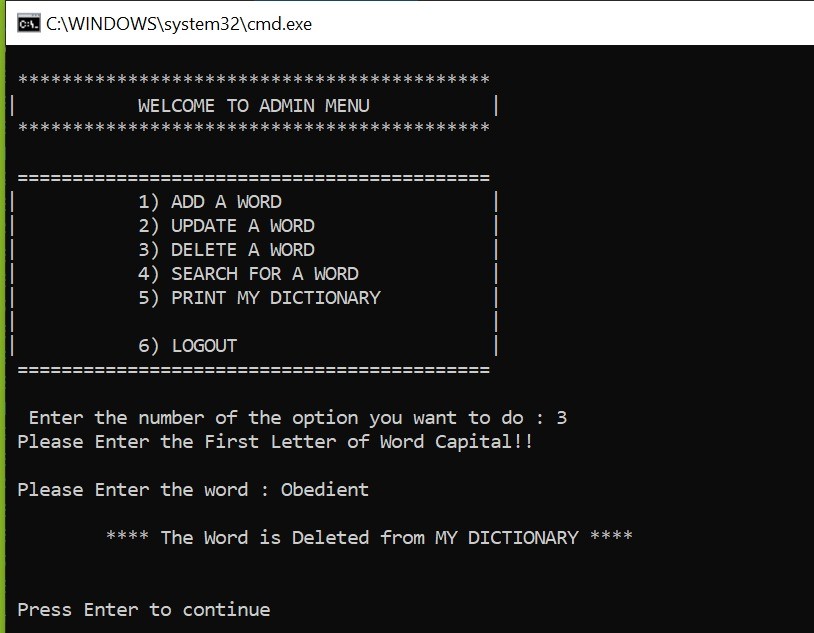 C:\WINDOWS\system32\cmd.exe
*******************************************
| WELCOME TO ADMIN MENU |
*******************************************
===========================================
| 1) ADD A WORD |
| 2) UPDATE A WORD |
| 3) DELETE A WORD |
| 4) SEARCH FOR A WORD |
| 5) PRINT MY DICTIONARY |
| |
| 6) LOGOUT |
===========================================
Enter the number of the option you want to do : 3
Please Enter the First Letter of Word Capital!!
Please Enter the word : Obedient
**** The Word is Deleted from MY DICTIONARY ****
Press Enter to continue